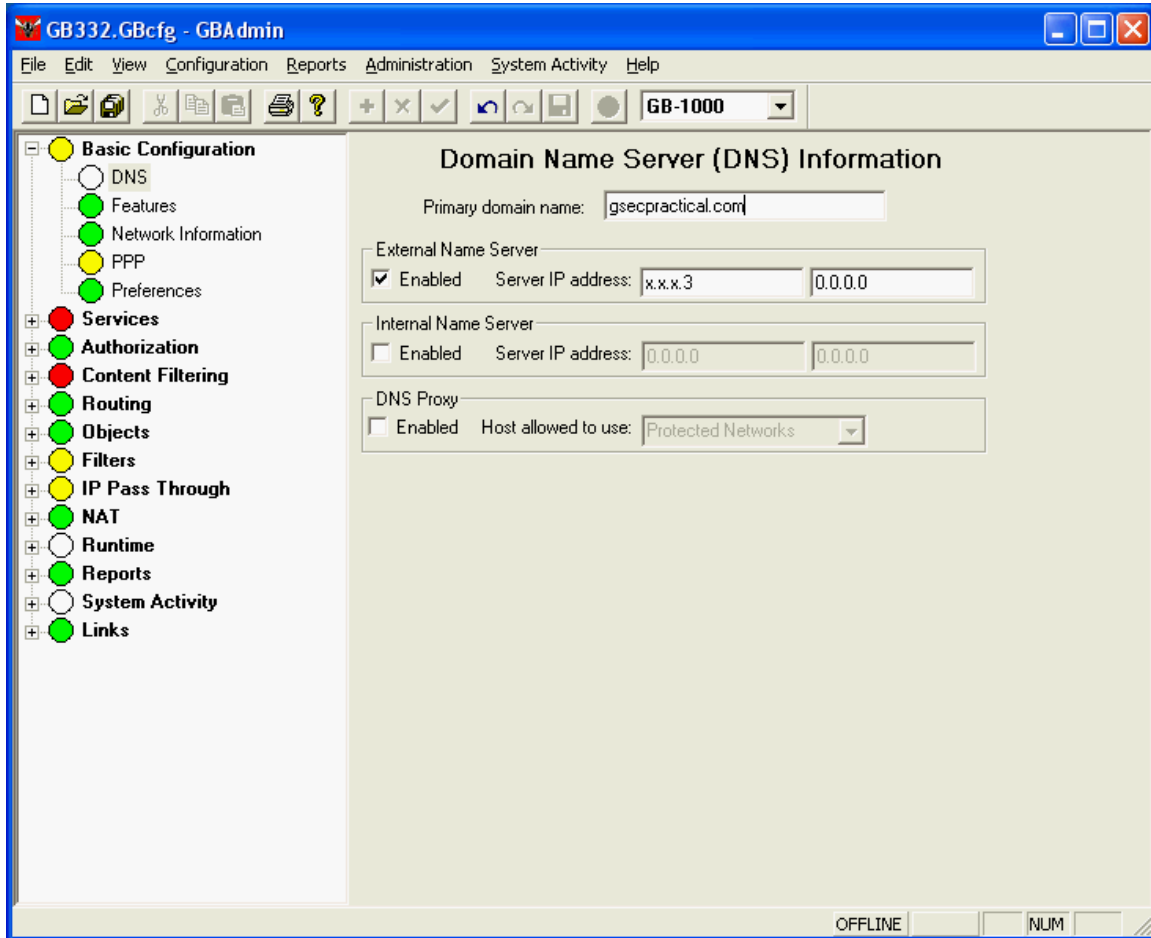 GB332.GBcfg - GBAdmin
File Edit View Configuration Reports Administration System Activity Help
GB-1000
Basic Configuration
DNS
Features
Network Information
PPP
Preferences
Services
Authorization
Content Filtering
Routing
Objects
Filters
IP Pass Through
NAT
Runtime
Reports
System Activity
Links
Domain Name Server (DNS) Information
Primary domain name: gsecpractical.com
External Name Server
Enabled Server IP address: x.x.x.3 0.0.0.0
Internal Name Server
Enabled Server IP address: 0.0.0.0 0.0.0.0
DNS Proxy
Enabled Host allowed to use: Protected Networks
OFFLINE NUM